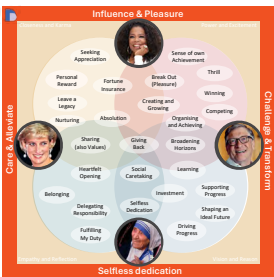 Influence & Pleasure
Seeking
Appreciation
Sense of own
Achievement
Personal
Reward
Fortune
Insurance
Break Out
(Pleasure)
Thrill
Winning
Leave a
Legacy
Creating and
Growing
Competing
Nurturing
Absolution
Organising
and Achieving
Care & Alleviate
Challenge & Transform
Sharing
(also Values)
Giving
Back
Broadening
Horizons
Heartfelt
Opening
Social
Caretaking
Learning
Belonging
Investment
Supporting
Progress
Delegating
Responsibility
Selfless
Dedication
Shaping an
Ideal Future
Fulfilling
My Duty
Driving
Progress
Selfless dedication